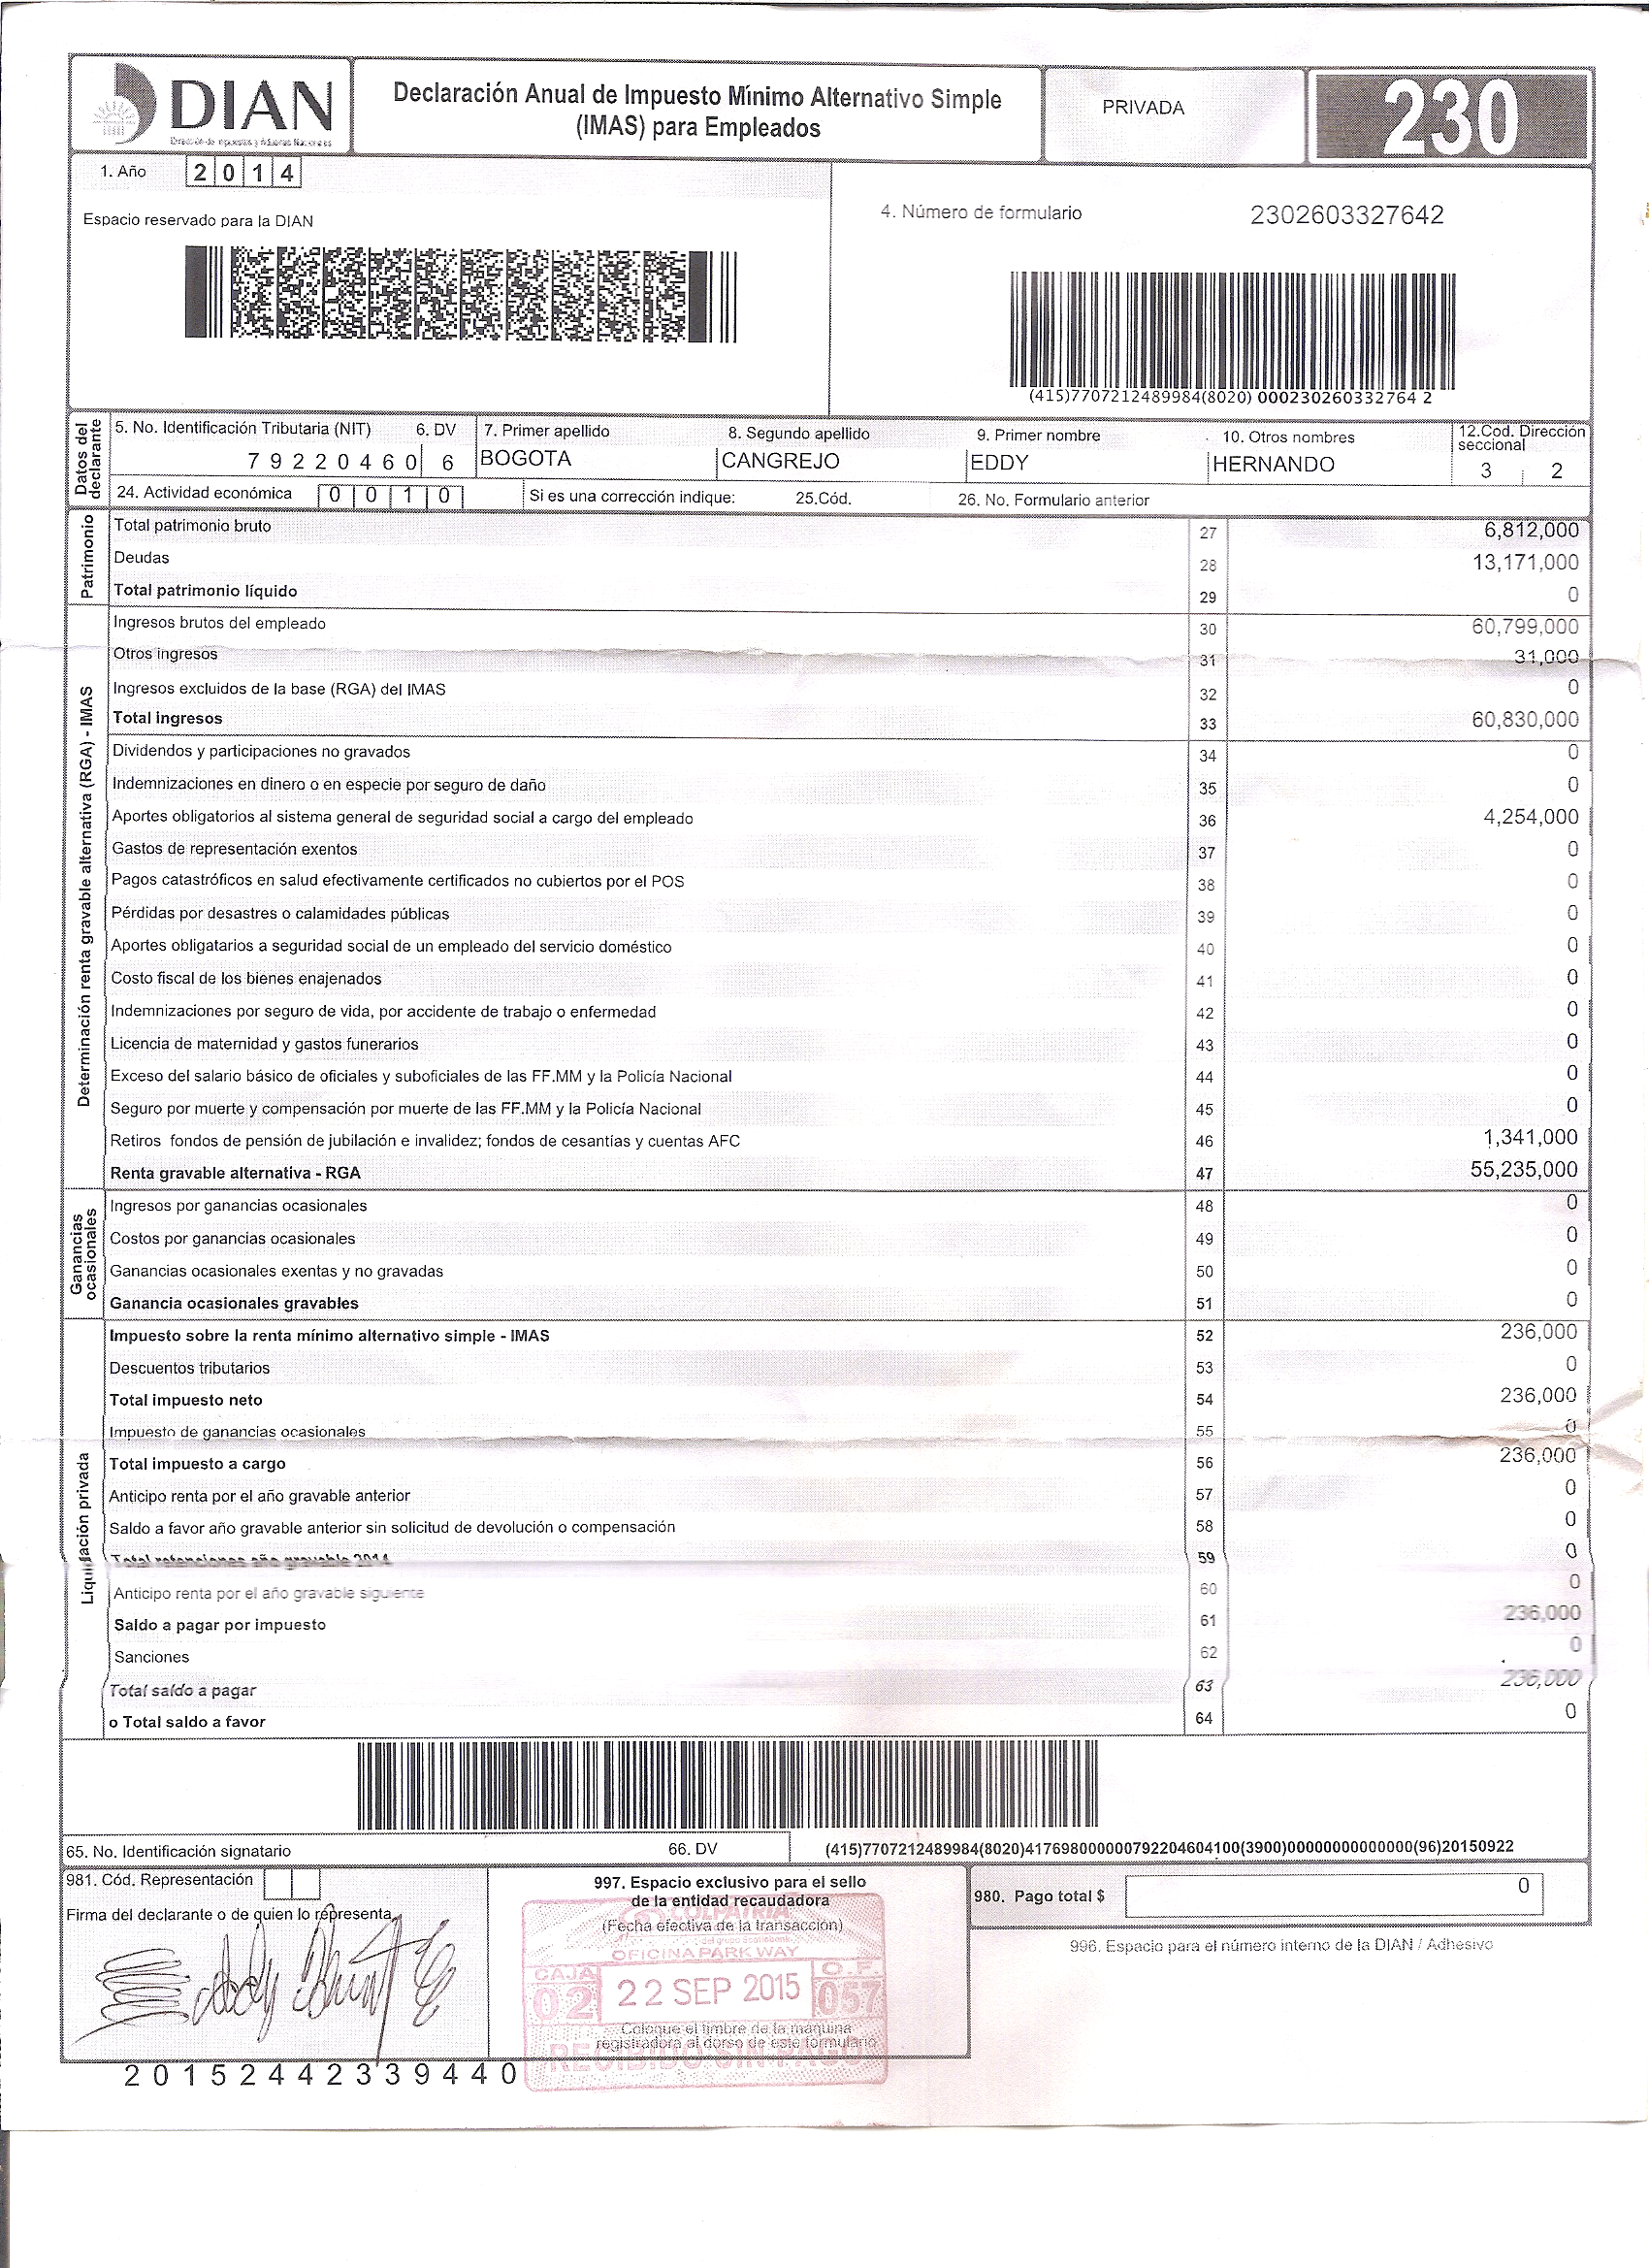 DIAN
Dirección de Impuestos y Aduanas Nacionales
Declaración Anual de Impuesto Mínimo Alternativo Simple
(IMAS) para Empleados
PRIVADA
230
1. Año 2 0 1 4
Espacio reservado para la DIAN
4. Número de formulario 2302603327642
(415)7707212489984(8020) 000230260332764 2
Datos del declarante
5. No. Identificación Tributaria (NIT) 6. DV 7. Primer apellido 8. Segundo apellido 9. Primer nombre 10. Otros nombres 12.Cod. Dirección seccional
7 9 2 2 0 4 6 0 6 BOGOTA CANGREJO EDDY HERNANDO 3 2
24. Actividad económica 0 0 1 0 Si es una corrección indique: 25.Cód. 26. No. Formulario anterior
Patrimonio
Total patrimonio bruto 27 6,812,000
Deudas 28 13,171,000
Total patrimonio líquido 29 0
Determinación renta gravable alternativa (RGA) - IMAS
Ingresos brutos del empleado 30 60,799,000
Otros ingresos 31 31,000
Ingresos excluidos de la base (RGA) del IMAS 32 0
Total ingresos 33 60,830,000
Dividendos y participaciones no gravados 34 0
Indemnizaciones en dinero o en especie por seguro de daño 35 0
Aportes obligatorios al sistema general de seguridad social a cargo del empleado 36 4,254,000
Gastos de representación exentos 37 0
Pagos catastróficos en salud efectivamente certificados no cubiertos por el POS 38 0
Pérdidas por desastres o calamidades públicas 39 0
Aportes obligatarios a seguridad social de un empleado del servicio doméstico 40 0
Costo fiscal de los bienes enajenados 41 0
Indemnizaciones por seguro de vida, por accidente de trabajo o enfermedad 42 0
Licencia de maternidad y gastos funerarios 43 0
Exceso del salario básico de oficiales y suboficiales de las FF.MM y la Policía Nacional 44 0
Seguro por muerte y compensación por muerte de las FF.MM y la Policía Nacional 45 0
Retiros fondos de pensión de jubilación e invalidez; fondos de cesantías y cuentas AFC 46 1,341,000
Renta gravable alternativa - RGA 47 55,235,000
Ganancias ocasionales
Ingresos por ganancias ocasionales 48 0
Costos por ganancias ocasionales 49 0
Ganancias ocasionales exentas y no gravadas 50 0
Ganancia ocasionales gravables 51 0
Liquidación privada
Impuesto sobre la renta mínimo alternativo simple - IMAS 52 236,000
Descuentos tributarios 53 0
Total impuesto neto 54 236,000
Impuesto de ganancias ocasionales 55 0
Total impuesto a cargo 56 236,000
Anticipo renta por el año gravable anterior 57 0
Saldo a favor año gravable anterior sin solicitud de devolución o compensación 58 0
Total retenciones año gravable 2014 59 0
Anticipo renta por el año gravable siguiente 60 0
Saldo a pagar por impuesto 61 236,000
Sanciones 62 0
Total saldo a pagar 63 236,000
o Total saldo a favor 64 0
65. No. Identificación signatario 66. DV (415)7707212489984(8020)4176980000000792204604100(3900)00000000000000(96)20150922
981. Cód. Representación
Firma del declarante o de quien lo représenta
997. Espacio exclusivo para el sello
de la entidad recaudadora
(Fecha efectiva de la transacción)
COLPATRIA
del grupo Scotiabank
OFICINA PARK WAY
CAJA 02 22 SEP 2015 O.F. 057
Coloque el timbre de la maquina
registradora al dorso de este formulario
RECIBIDO SIN PAGO
980. Pago total $ 0
996. Espacio para el número interno de la DIAN / Adhesivo
2 0 1 5 2 4 4 2 3 3 9 4 4 0